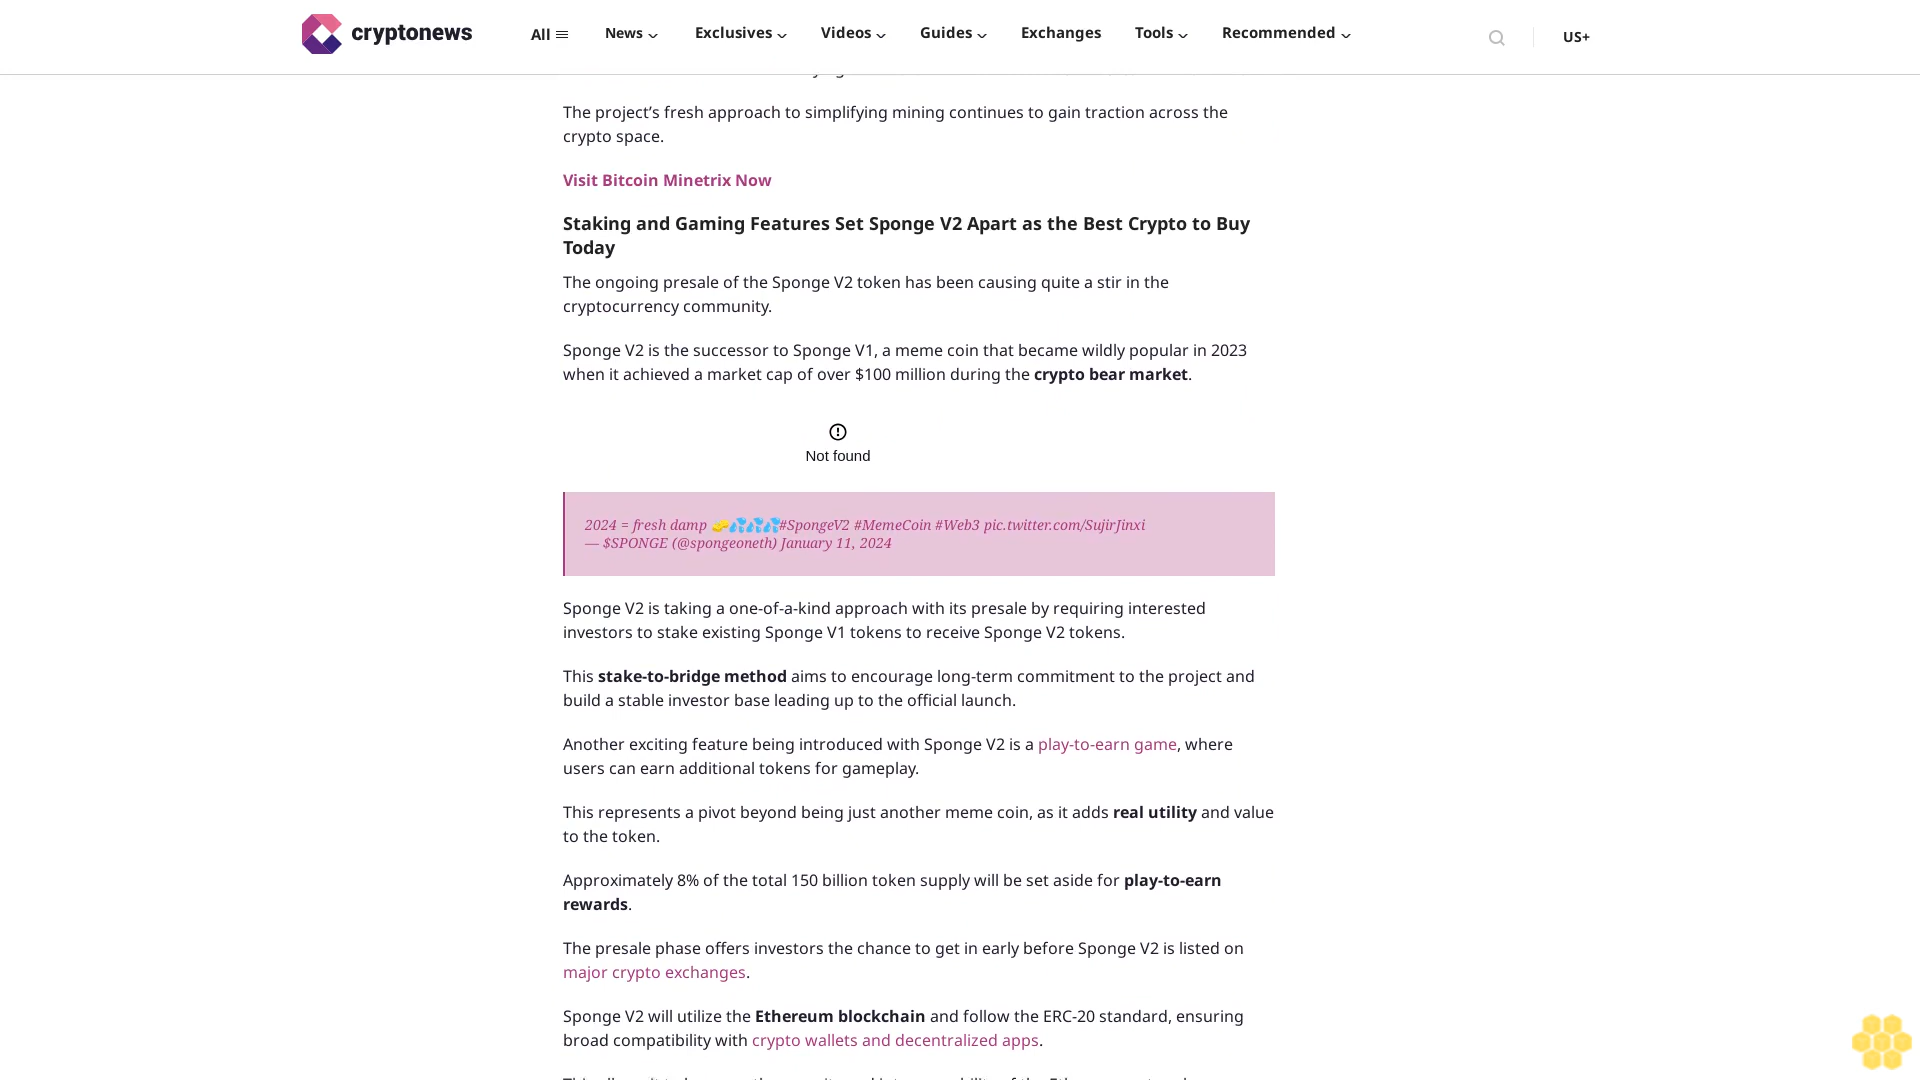 cryptonews
All
News
Exclusives
Videos
Guides
Exchanges
Tools
Recommended
US+
The project’s fresh approach to simplifying mining continues to gain traction across the
crypto space.
Visit Bitcoin Minetrix Now
Staking and Gaming Features Set Sponge V2 Apart as the Best Crypto to Buy
Today
The ongoing presale of the Sponge V2 token has been causing quite a stir in the
cryptocurrency community.
Sponge V2 is the successor to Sponge V1, a meme coin that became wildly popular in 2023
when it achieved a market cap of over $100 million during the crypto bear market.
Not found
2024 = fresh damp 🧽💦💦💦#SpongeV2 #MemeCoin #Web3 pic.twitter.com/SujirJinxi
— $SPONGE (@spongeoneth) January 11, 2024
Sponge V2 is taking a one-of-a-kind approach with its presale by requiring interested
investors to stake existing Sponge V1 tokens to receive Sponge V2 tokens.
This stake-to-bridge method aims to encourage long-term commitment to the project and
build a stable investor base leading up to the official launch.
Another exciting feature being introduced with Sponge V2 is a play-to-earn game, where
users can earn additional tokens for gameplay.
This represents a pivot beyond being just another meme coin, as it adds real utility and value
to the token.
Approximately 8% of the total 150 billion token supply will be set aside for play-to-earn
rewards.
The presale phase offers investors the chance to get in early before Sponge V2 is listed on
major crypto exchanges.
Sponge V2 will utilize the Ethereum blockchain and follow the ERC-20 standard, ensuring
broad compatibility with crypto wallets and decentralized apps.